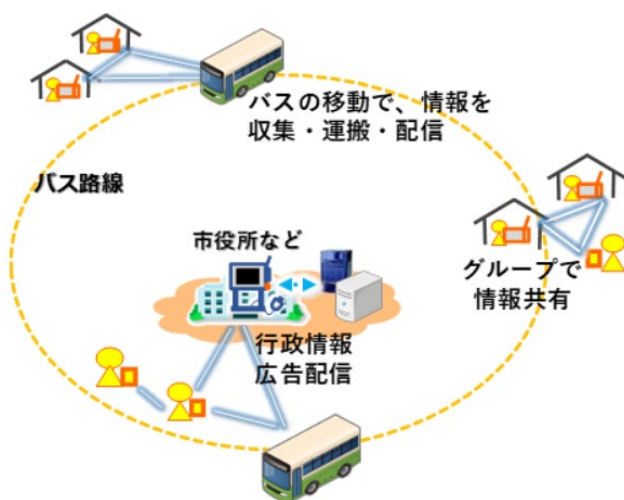 バスの移動で、情報を
収集・運搬・配信
バス路線
市役所など
グループで
情報共有
行政情報
広告配信